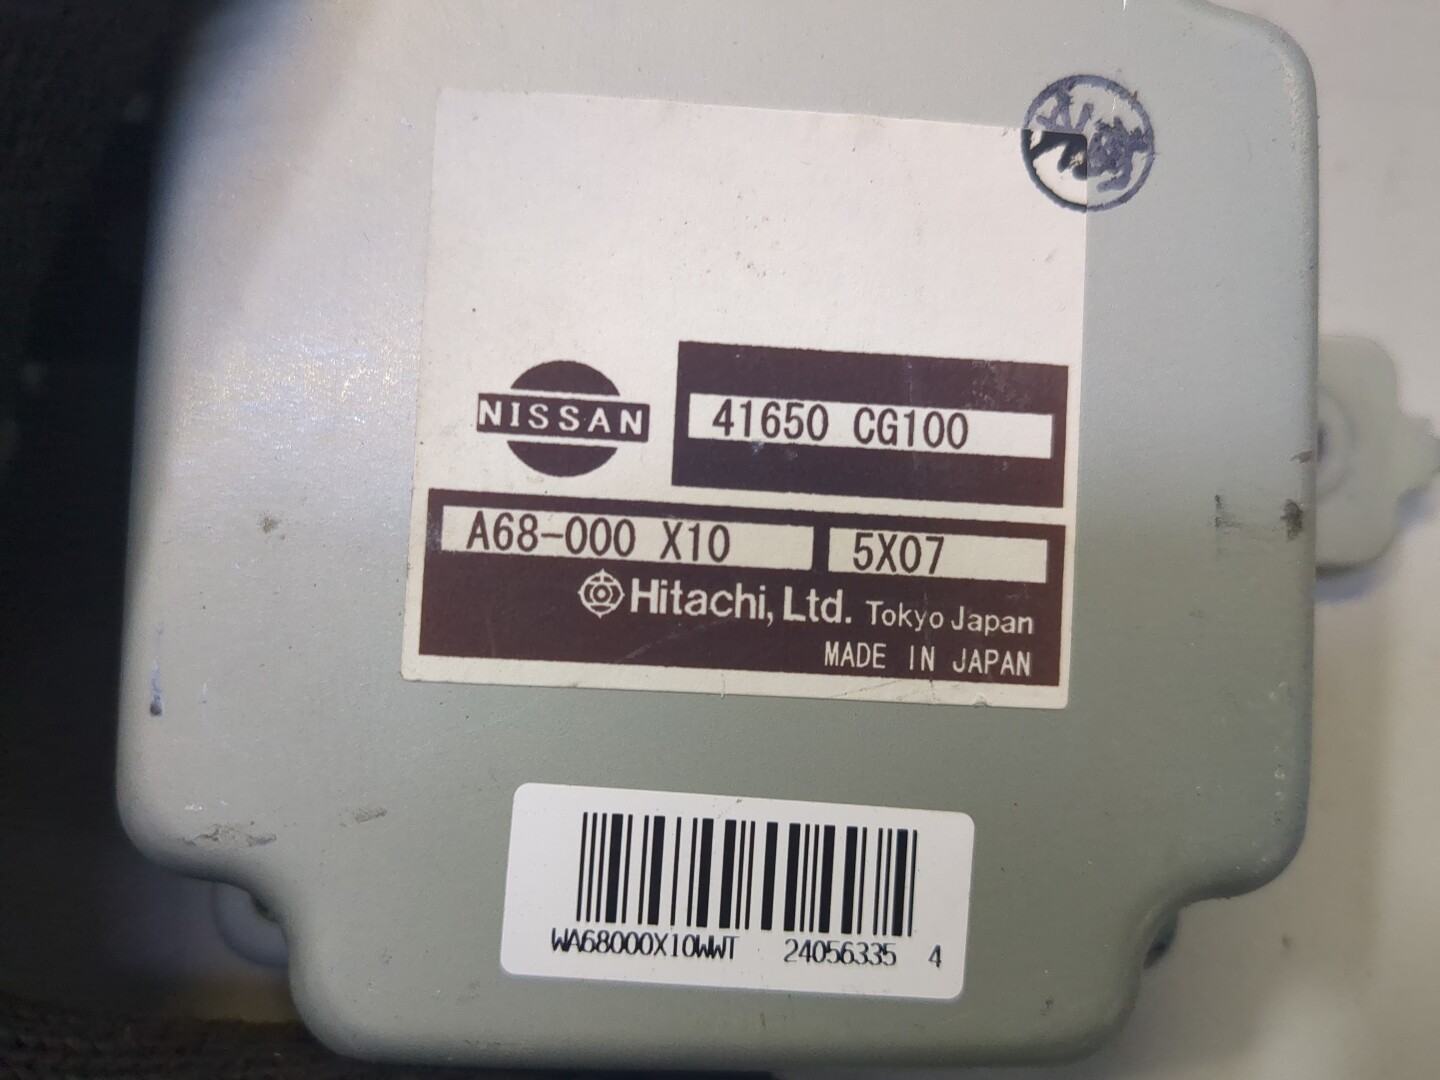 NISSAN
41650 CG100
A68-000 X10 5X07
Hitachi, Ltd. Tokyo Japan
MADE IN JAPAN
WA68000X10WWT 24056335 4